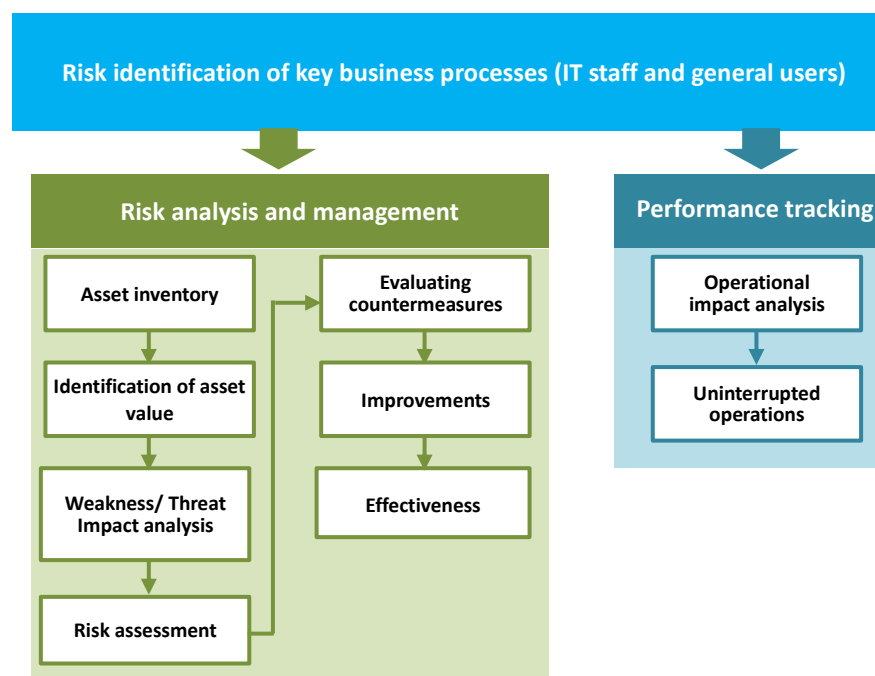 Risk identification of key business processes (IT staff and general users)
Risk analysis and management
Asset inventory
Identification of asset
value
Weakness/ Threat
Impact analysis
Risk assessment
Evaluating
countermeasures
Improvements
Effectiveness
Performance tracking
Operational
impact analysis
Uninterrupted
operations